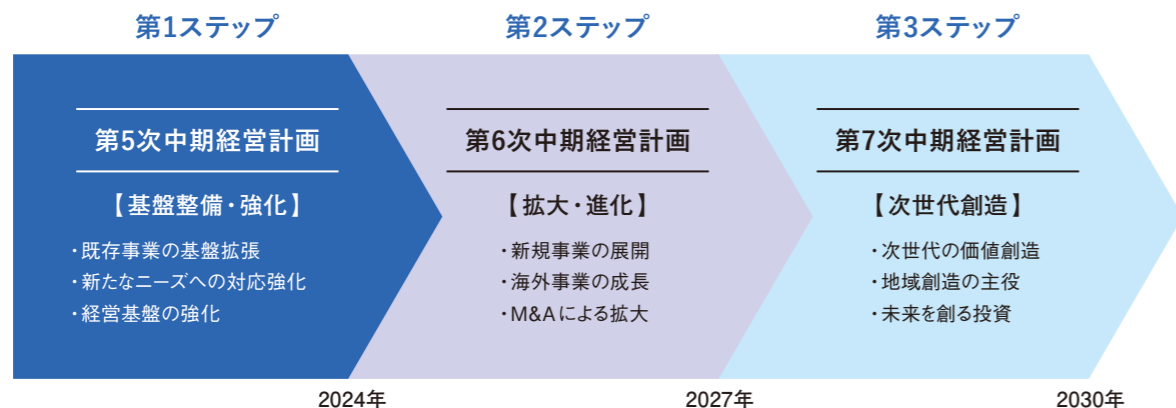 第1ステップ
第2ステップ
第3ステップ
第5次中期経営計画
【基盤整備・強化】
・既存事業の基盤拡張
・新たなニーズへの対応強化
・経営基盤の強化
第6次中期経営計画
【拡大・進化】
・新規事業の展開
・海外事業の成長
・M&Aによる拡大
第7次中期経営計画
【次世代創造】
・次世代の価値創造
・地域創造の主役
・未来を創る投資
2024年
2027年
2030年